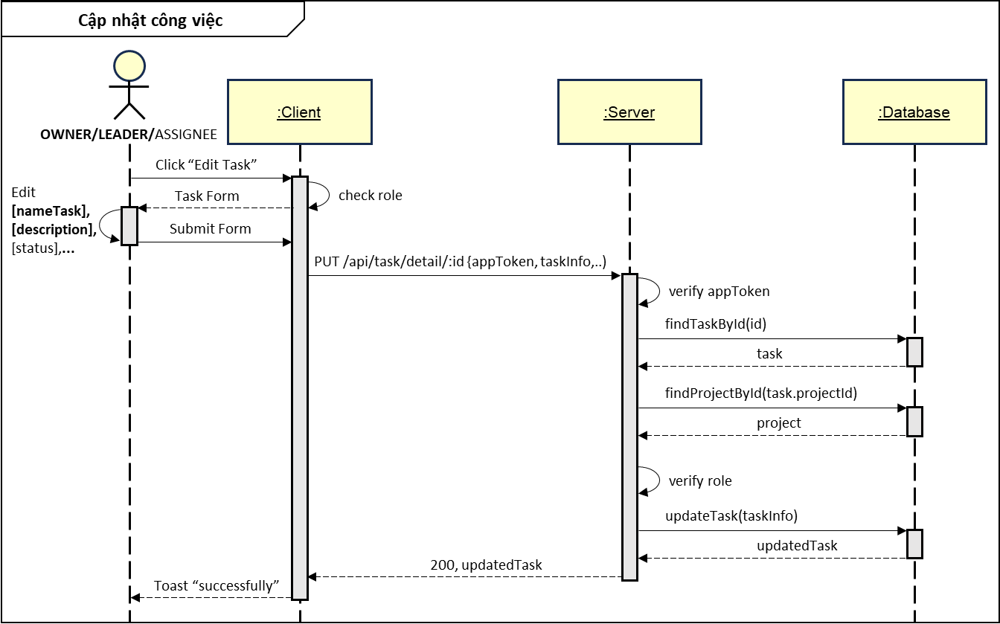 Cập nhật công việc
:Client
:Server
:Database
OWNER/LEADER/ASSIGNEE
Click “Edit Task”
Edit
[nameTask],
[description],
[status],...
check role
Task Form
Submit Form
PUT /api/task/detail/:id {appToken, taskInfo,..)
verify appToken
findTaskById(id)
task
findProjectById(task.projectId)
project
verify role
updateTask(taskInfo)
updatedTask
200, updatedTask
Toast “successfully”